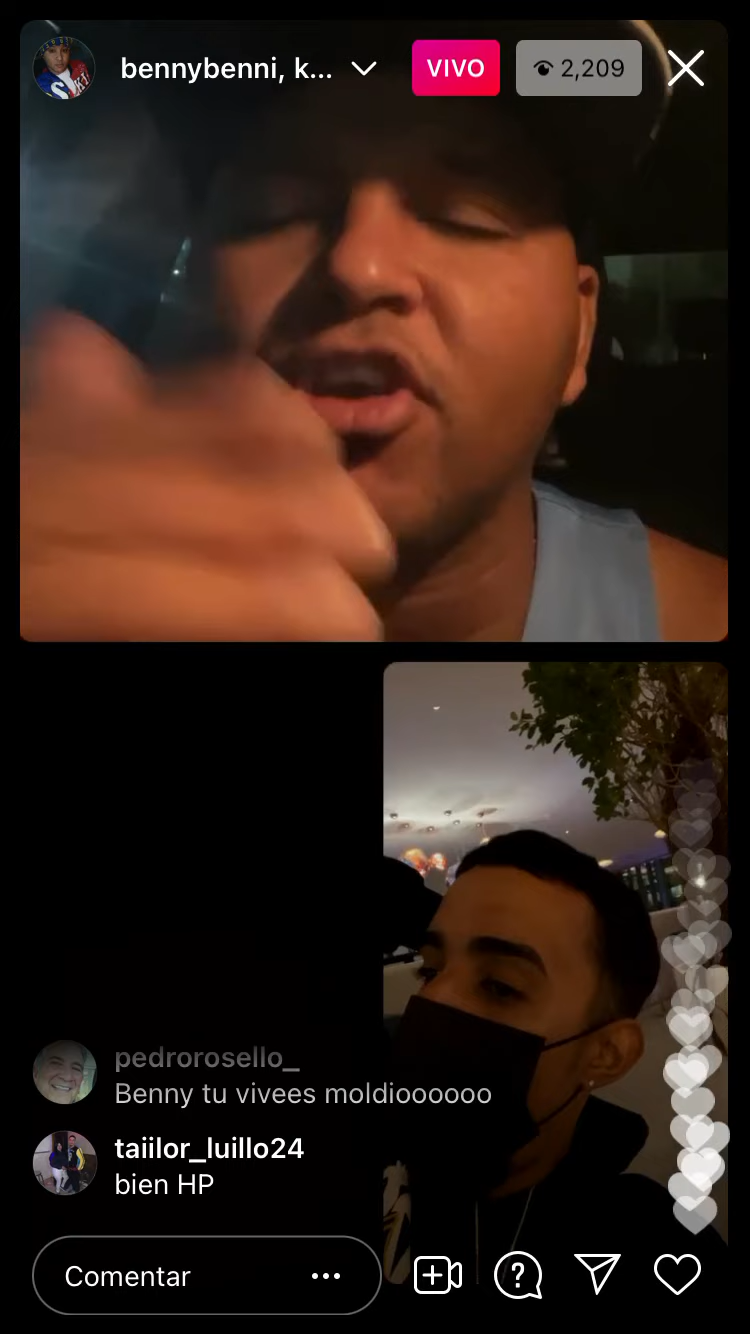 bennybenni, k...
VIVO
2,209
pedrorosello_
Benny tu vivees moldioooooo
taiilor_luillo24
bien HP
Comentar